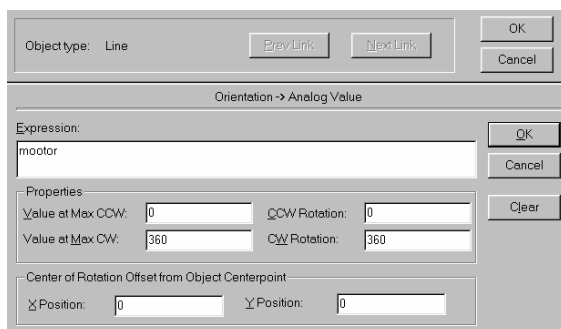 Object type: Line Prev Link Next Link OK
Cancel
Orientation -> Analog Value
Expression:
mootor
OK
Cancel
Clear
Properties
Value at Max CCW: 0 CCW Rotation: 0
Value at Max CW: 360 CW Rotation: 360
Center of Rotation Offset from Object Centerpoint
X Position: 0 Y Position: 0